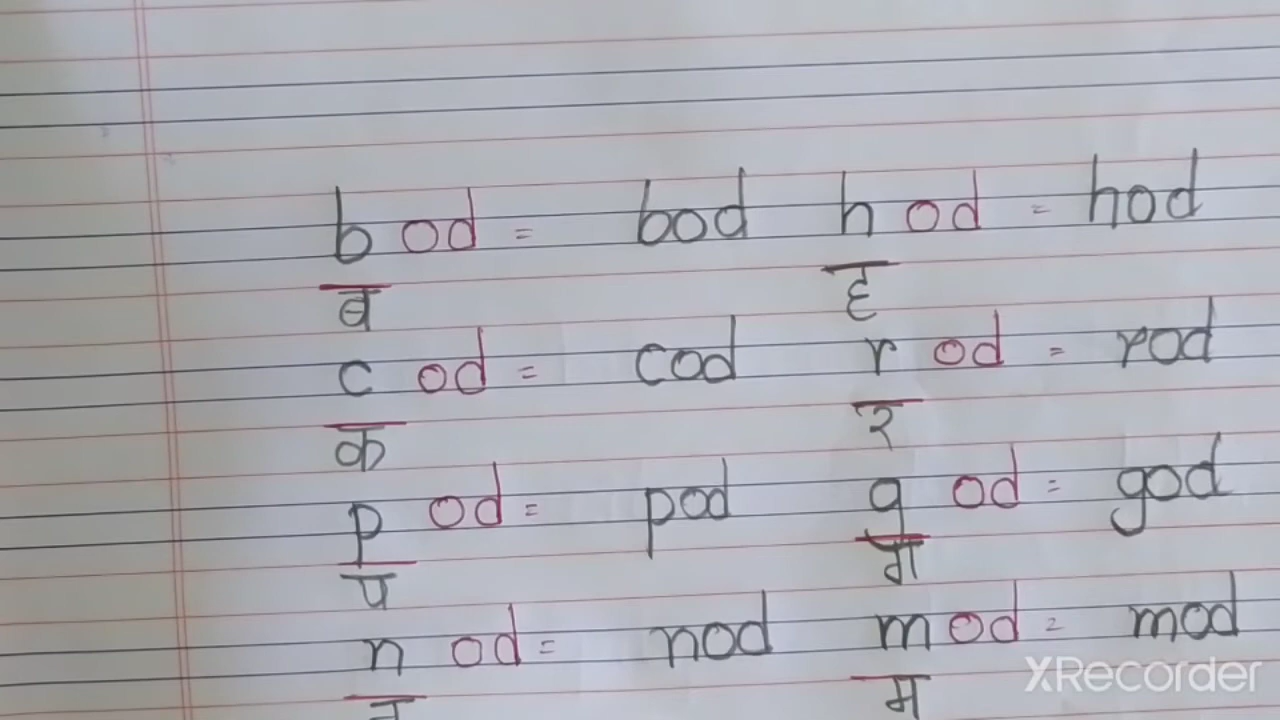 b od = bod h od = hod
ब ह
c od = cod r od = rod
क र
p od = pod g od = god
प ग
n od = nod m od = mod
म
XRecorder